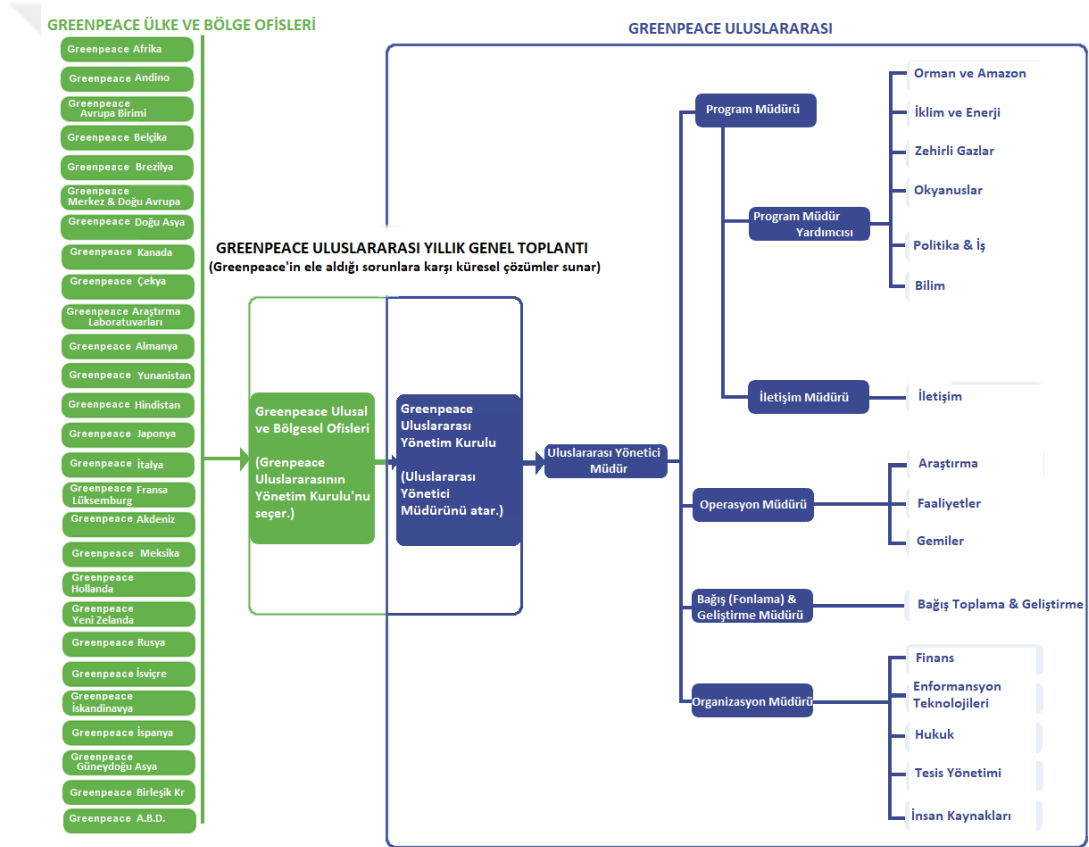 GREENPEACE ÜLKE VE BÖLGE OFİSLERİ
Greenpeace Afrika
Greenpeace Andino
Greenpeace
Avrupa Birimi
Greenpeace Belçika
Greenpeace Brezilya
Greenpeace
Merkez & Doğu Avrupa
Greenpeace Doğu Asya
Greenpeace Kanada
Greenpeace Çekya
Greenpeace Araştırma
Laboratuvarları
Greenpeace Almanya
Greenpeace Yunanistan
Greenpeace Hindistan
Greenpeace Japonya
Greenpeace İtalya
Greenpeace Fransa
Lüksemburg
Greenpeace Akdeniz
Greenpeace Meksika
Greenpeace
Hollanda
Greenpeace
Yeni Zelanda
Greenpeace Rusya
Greenpeace İsviçre
Greenpeace
İskandinavya
Greenpeace İspanya
Greenpeace
Güneydoğu Asya
Greenpeace Birleşik Kr
Greenpeace A.B.D.
GREENPEACE ULUSLARARASI YILLIK GENEL TOPLANTI
(Greenpeace'in ele aldığı sorunlara karşı küresel çözümler sunar)
Greenpeace Ulusal
ve Bölgesel Ofisleri
(Grenpeace
Uluslararasının
Yönetim Kurulu'nu
seçer.)
Greenpeace
Uluslararası
Yönetim Kurulu
(Uluslararası
Yönetici
Müdürünü atar.)
GREENPEACE ULUSLARARASI
Uluslararası Yönetici
Müdür
Program Müdürü
Program Müdür
Yardımcısı
Orman ve Amazon
İklim ve Enerji
Zehirli Gazlar
Okyanuslar
Politika & İş
Bilim
İletişim Müdürü
İletişim
Operasyon Müdürü
Araştırma
Faaliyetler
Gemiler
Bağış (Fonlama) &
Geliştirme Müdürü
Bağış Toplama & Geliştirme
Organizasyon Müdürü
Finans
Enformansyon
Teknolojileri
Hukuk
Tesis Yönetimi
İnsan Kaynakları